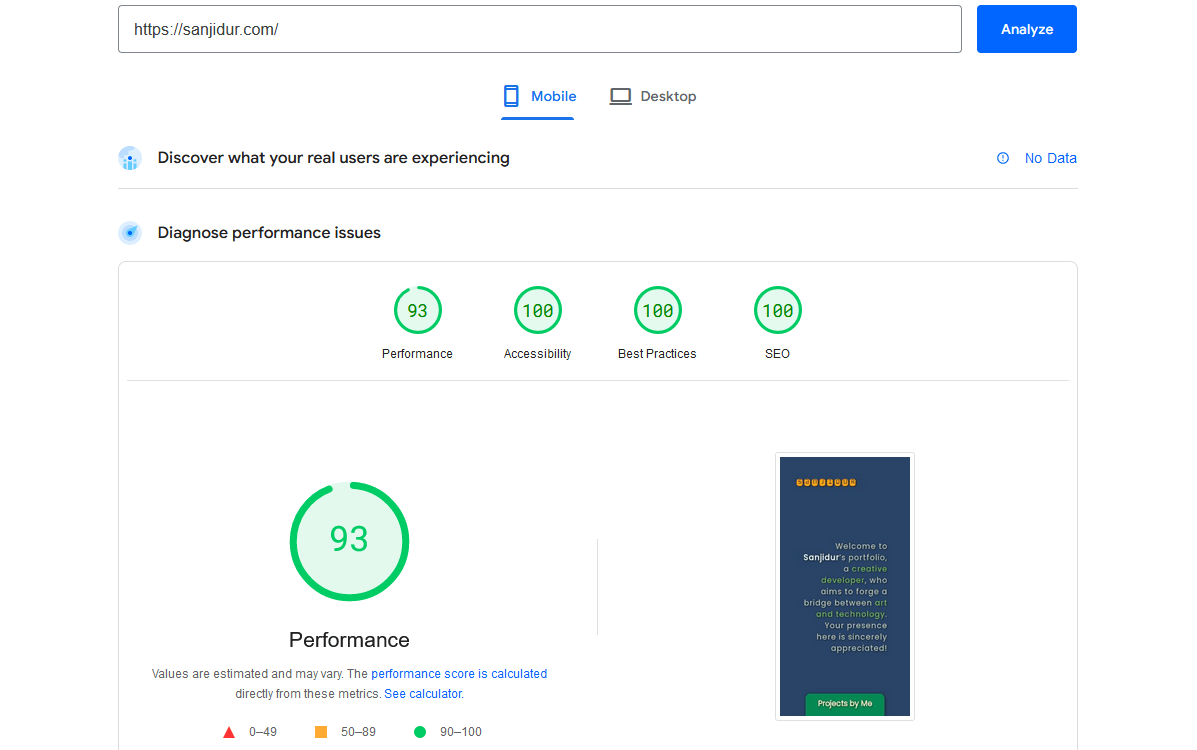 https://sanjidur.com/
Analyze
Mobile
Desktop
Discover what your real users are experiencing
No Data
Diagnose performance issues
93
100
100
100
Performance
Accessibility
Best Practices
SEO
93
Performance
Values are estimated and may vary. The performance score is calculated
directly from these metrics. See calculator.
0–49
50–89
90–100
SANJIDUR
Welcome to
Sanjidur's portfolio,
a creative
developer, who
aims to forge a
bridge between art
and technology.
Your presence
here is sincerely
appreciated!
Projects by Me